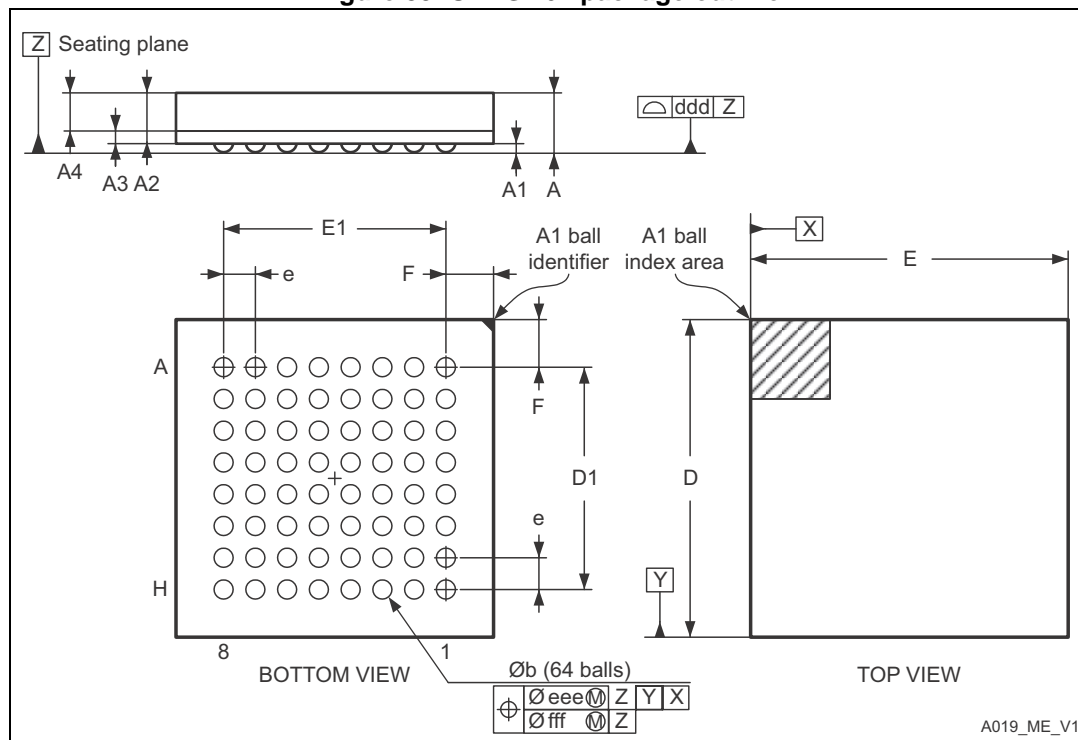 Z Seating plane
ddd Z
A4
A3 A2
A1 A
E1
A1 ball
identifier
A1 ball
index area
X
E
e
F
A
F
D1
D
e
H
Y
8
1
BOTTOM VIEW
Øb (64 balls)
TOP VIEW
Ø eee Ⓜ Z Y X
Ø fff Ⓜ Z
A019_ME_V1